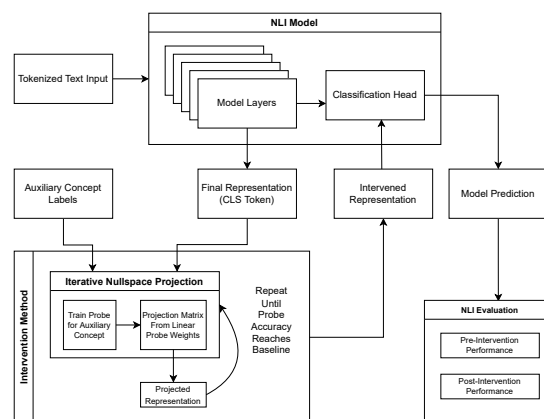 NLI Model
Tokenized Text Input
Model Layers
Classification Head
Auxiliary Concept
Labels
Final Representation
(CLS Token)
Intervened
Representation
Model Prediction
Intervention Method
Iterative Nullspace Projection
Train Probe
for Auxiliary
Concept
Projection Matrix
From Linear
Probe Weights
Projected
Representation
Repeat
Until
Probe
Accuracy
Reaches
Baseline
NLI Evaluation
Pre-Intervention
Performance
Post-Intervention
Performance